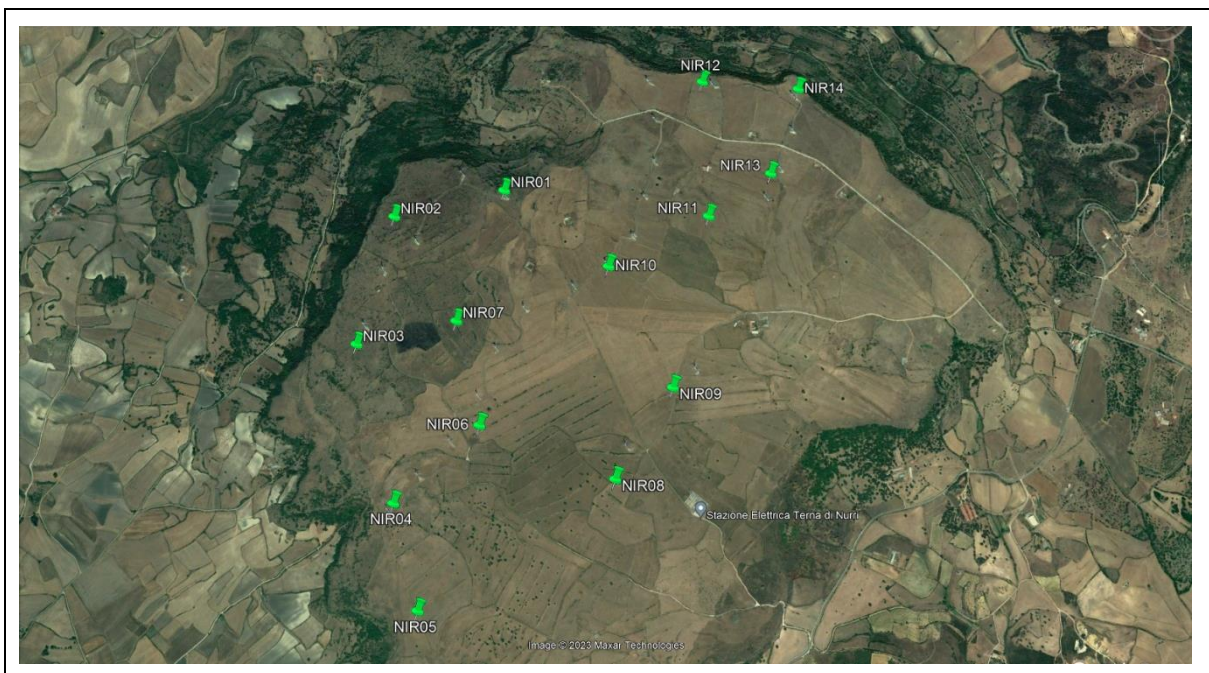 NIR12
NIR14
NIR13
NIR01
NIR02
NIR11
NIR10
NIR07
NIR03
NIR09
NIR06
NIR08
NIR04
Stazione Elettrica Terna di Nurri
NIR05
Image © 2023 Maxar Technologies